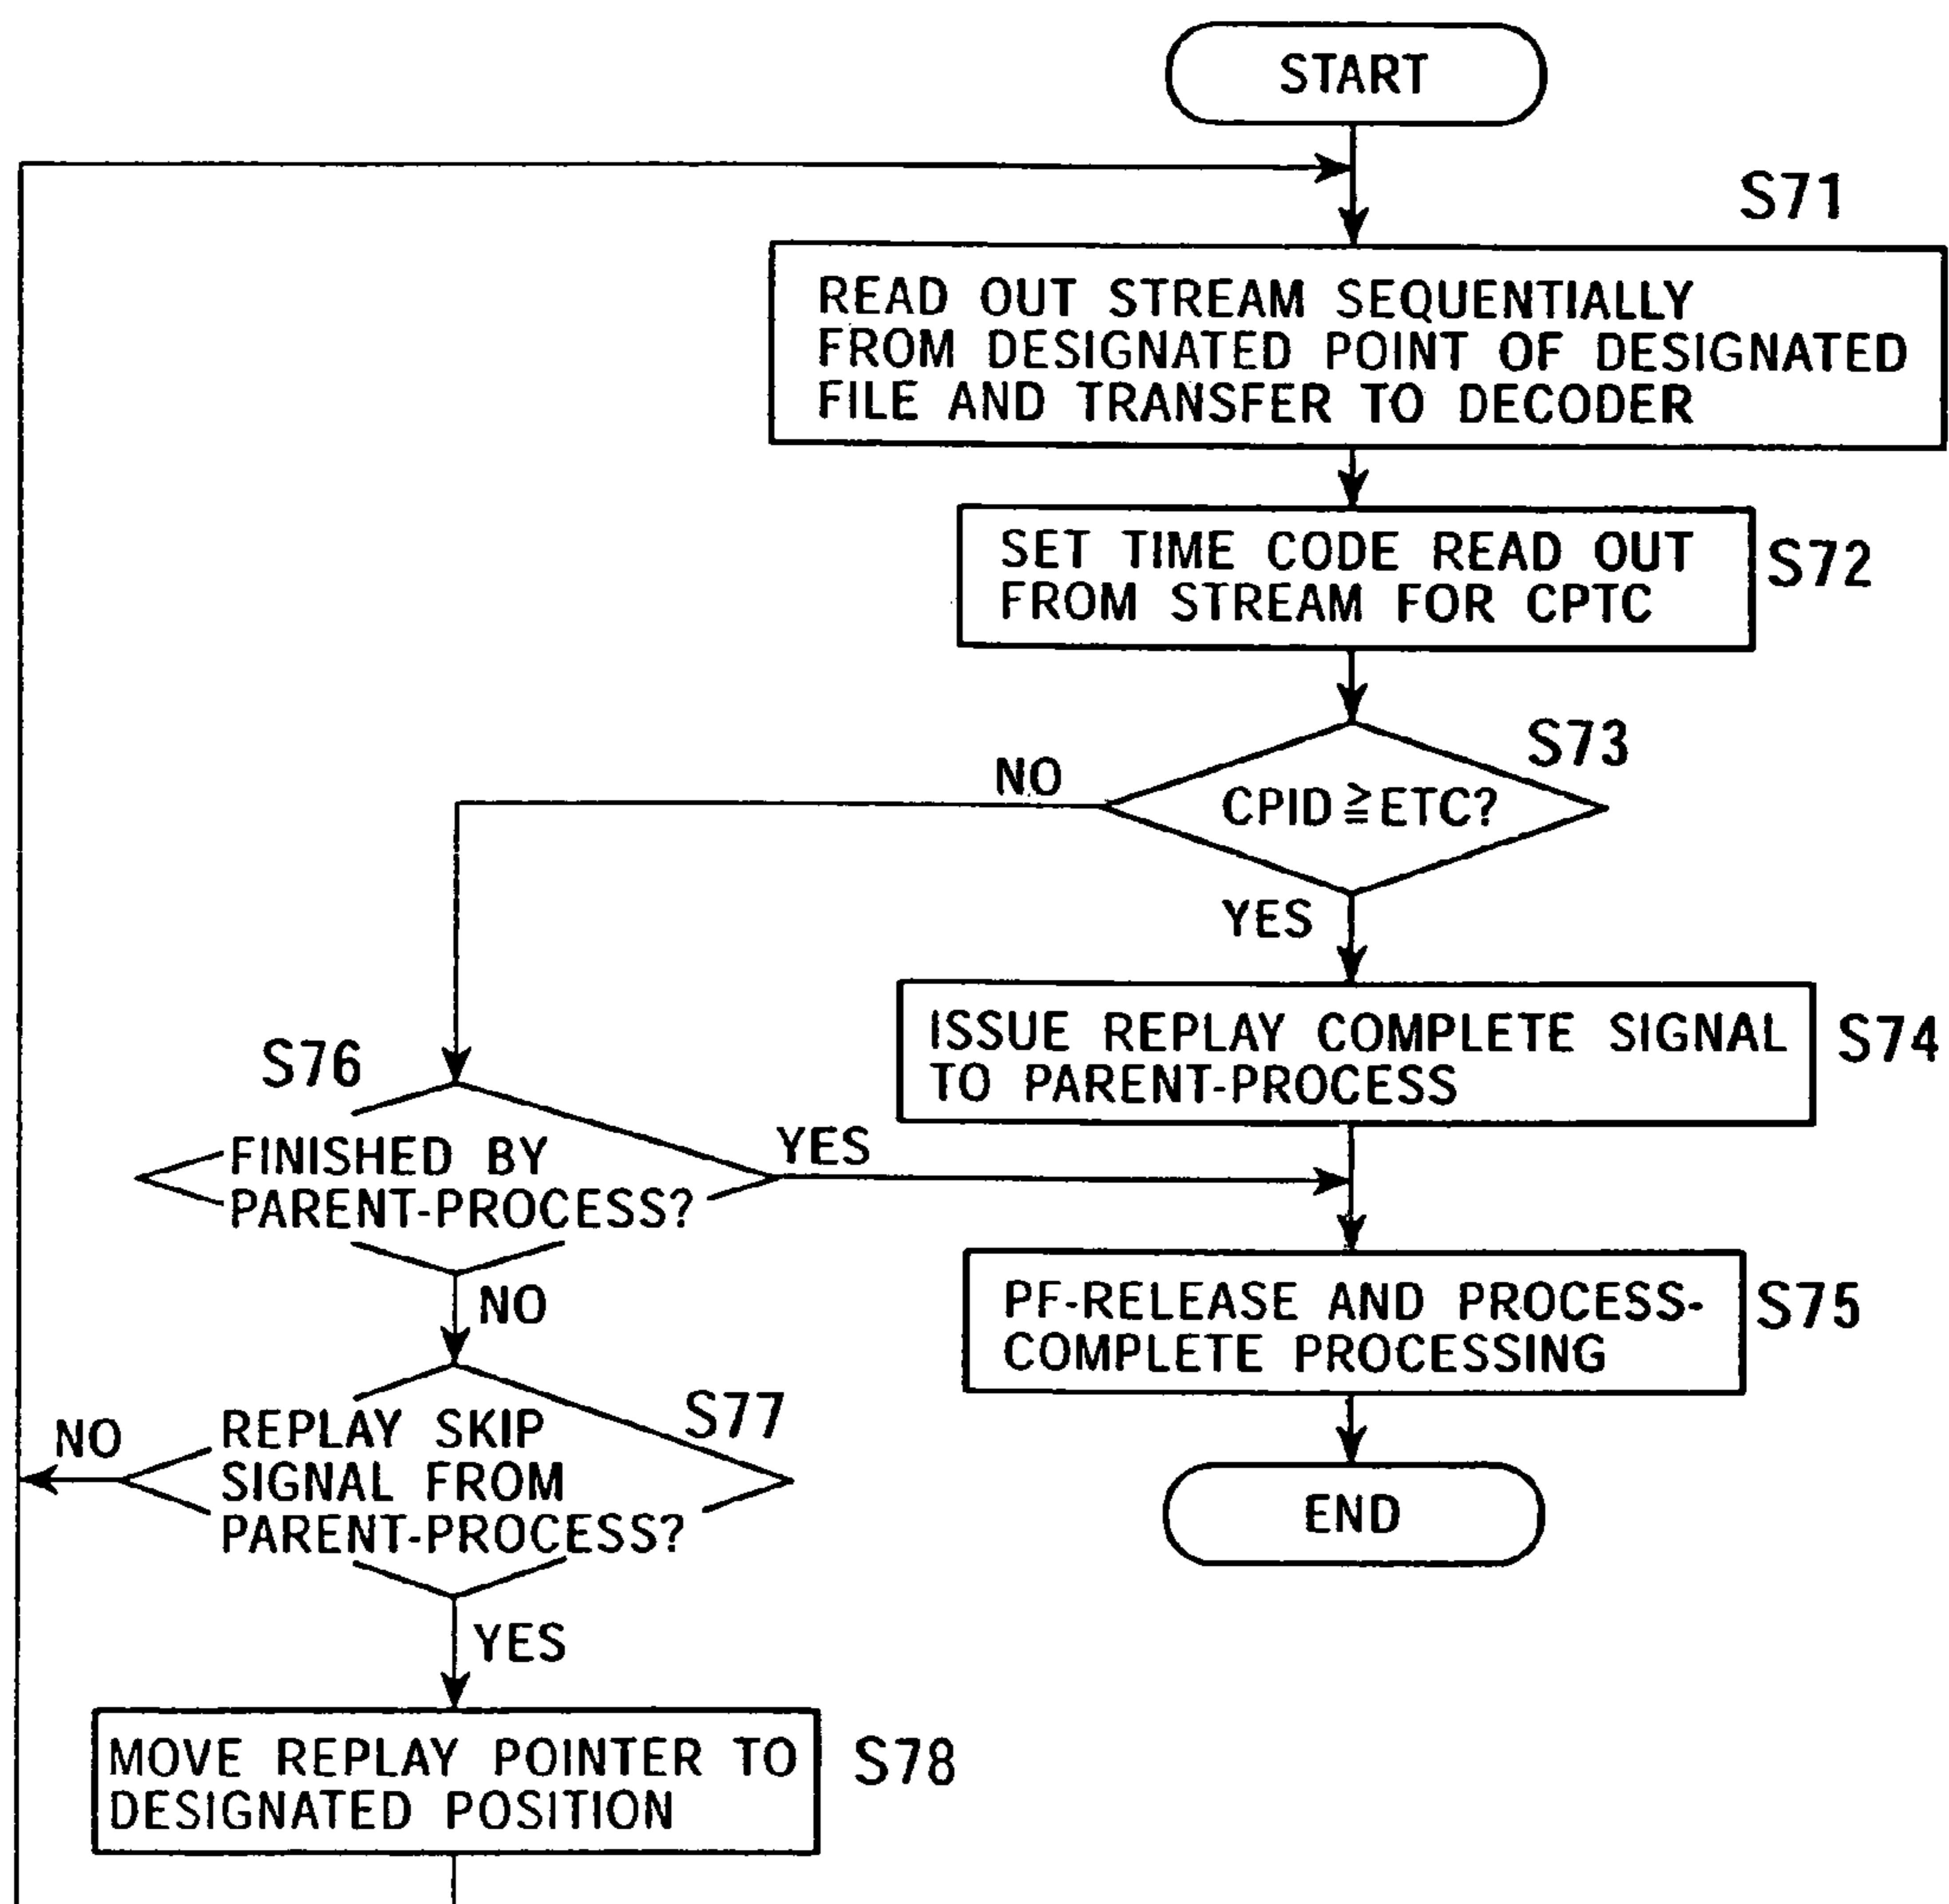 START
S71
READ OUT STREAM SEQUENTIALLY
FROM DESIGNATED POINT OF DESIGNATED
FILE AND TRANSFER TO DECODER
SET TIME CODE READ OUT
FROM STREAM FOR CPTC
S72
S73
NO
CPID≧ETC?
YES
ISSUE REPLAY COMPLETE SIGNAL
TO PARENT-PROCESS
S74
S76
FINISHED BY
PARENT-PROCESS?
YES
NO
PF-RELEASE AND PROCESS-
COMPLETE PROCESSING
S75
S77
NO
REPLAY SKIP
SIGNAL FROM
PARENT-PROCESS?
END
YES
MOVE REPLAY POINTER TO
DESIGNATED POSITION
S78